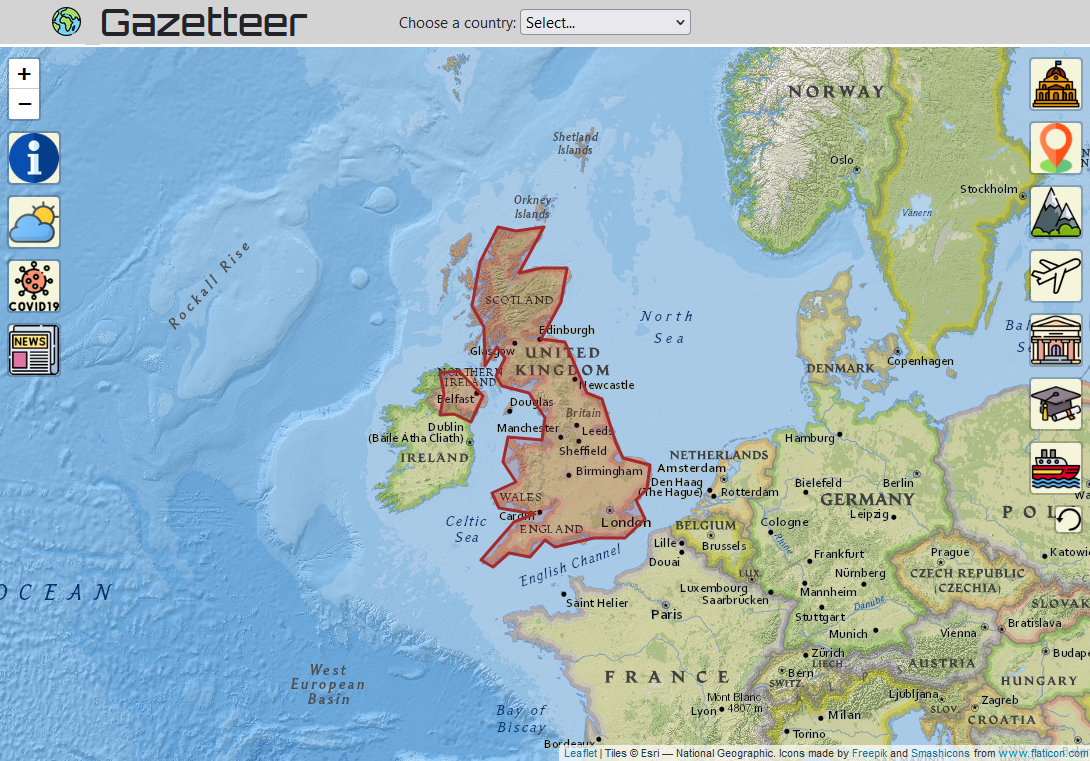 Gazetteer
Choose a country: Select...
+
−
i
COVID19
NEWS
NORWAY
Oslo
Stockholm
Vänern
Shetland
Islands
Orkney
Islands
Rockall Rise
SCOTLAND
North
Sea
Edinburgh
Glasgow
UNITED
KINGDOM
NORTHERN
IRELAND
Belfast
Newcastle
Douglas
Britain
Dublin
(Baile Atha Cliath)
IRELAND
Manchester
Leeds
Sheffield
Birmingham
WALES
Cardiff
ENGLAND
London
Celtic
Sea
English Channel
DENMARK
Copenhagen
Hamburg
NETHERLANDS
Amsterdam
Den Haag
(The Hague)
Rotterdam
Bielefeld
Berlin
GERMANY
Leipzig
BELGIUM
Brussels
Cologne
Rhine
Lille
Douai
LUX.
Luxembourg
Saarbrücken
Frankfurt
Nürnberg
Mannheim
Stuttgart
Danube
Munich
Prague
CZECH REPUBLIC
(CZECHIA)
POL
Katowi
SLOVAK
Vienna
Bratislava
Budape
AUSTRIA
HUNGARY
Saint Helier
Paris
FRANCE
Zürich
LIECH
Bern
SWITZ.
Mont Blanc
4807 m
Lyon
Milan
Torino
Ljubljana
SLOV.
Zagreb
CROATIA
OCEAN
West
European
Basin
Bay of
Biscay
Bordeaux
Leaflet | Tiles © Esri — National Geographic. Icons made by Freepik and Smashicons from www.flaticon.com